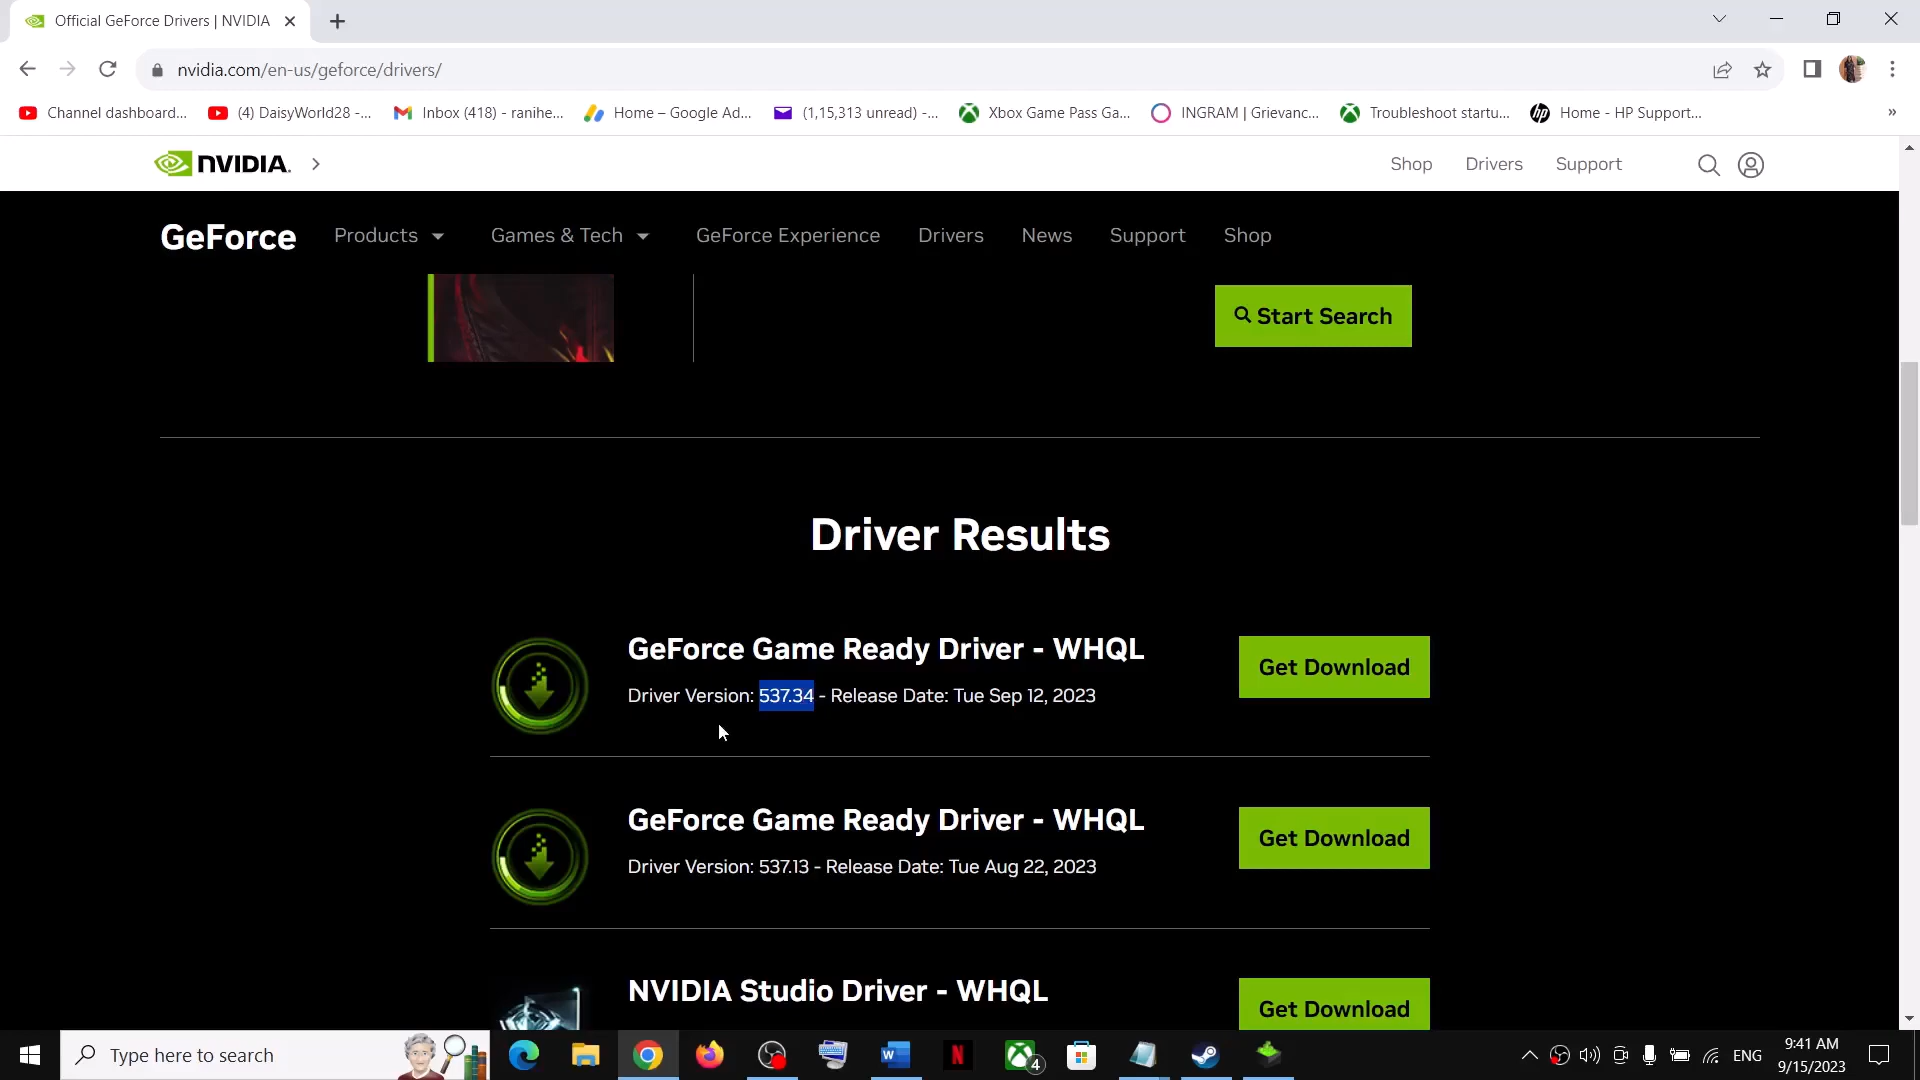 Official GeForce Drivers | NVIDIA
nvidia.com/en-us/geforce/drivers/
Channel dashboard...
(4) DaisyWorld28 -...
Inbox (418) - ranihe...
Home – Google Ad...
(1,15,313 unread) -...
Xbox Game Pass Ga...
INGRAM | Grievanc...
Troubleshoot startu...
Home - HP Support...
»
NVIDIA.
Shop
Drivers
Support
GeForce
Products
Games & Tech
GeForce Experience
Drivers
News
Support
Shop
Start Search
Driver Results
GeForce Game Ready Driver - WHQL
Driver Version: 537.34 - Release Date: Tue Sep 12, 2023
Get Download
GeForce Game Ready Driver - WHQL
Driver Version: 537.13 - Release Date: Tue Aug 22, 2023
Get Download
NVIDIA Studio Driver - WHQL
Get Download
Type here to search
W
N
4
ENG
9:41 AM
9/15/2023